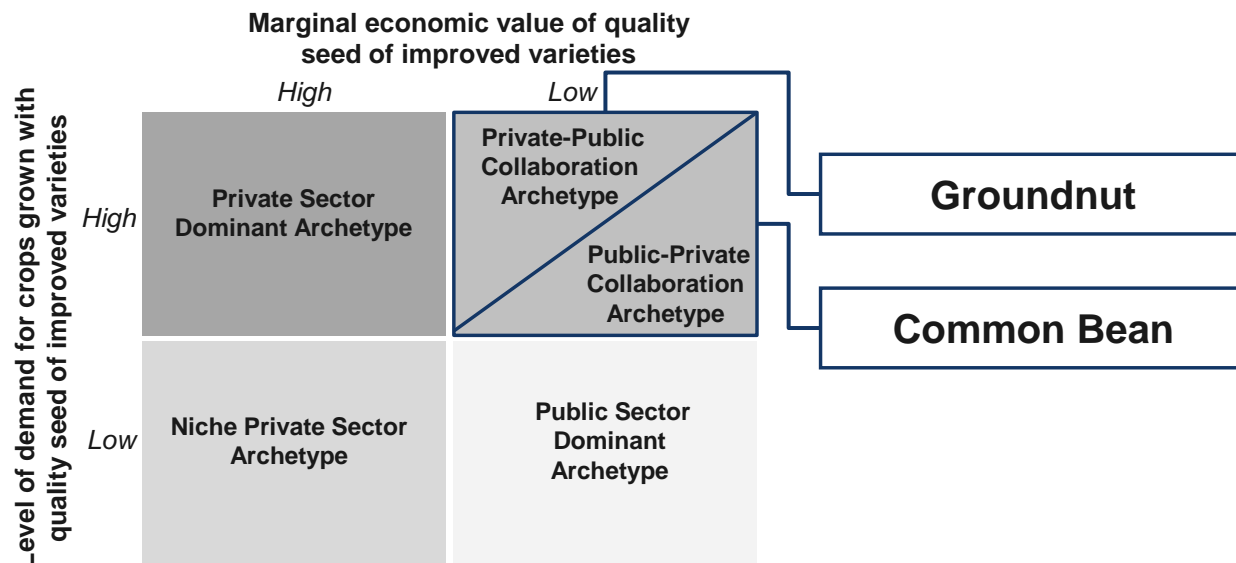 Marginal economic value of quality
seed of improved varieties
High
Low
Level of demand for crops grown with
quality seed of improved varieties
High
Private Sector
Dominant Archetype
Private-Public
Collaboration
Archetype
Public-Private
Collaboration
Archetype
Groundnut
Common Bean
Low
Niche Private Sector
Archetype
Public Sector
Dominant
Archetype